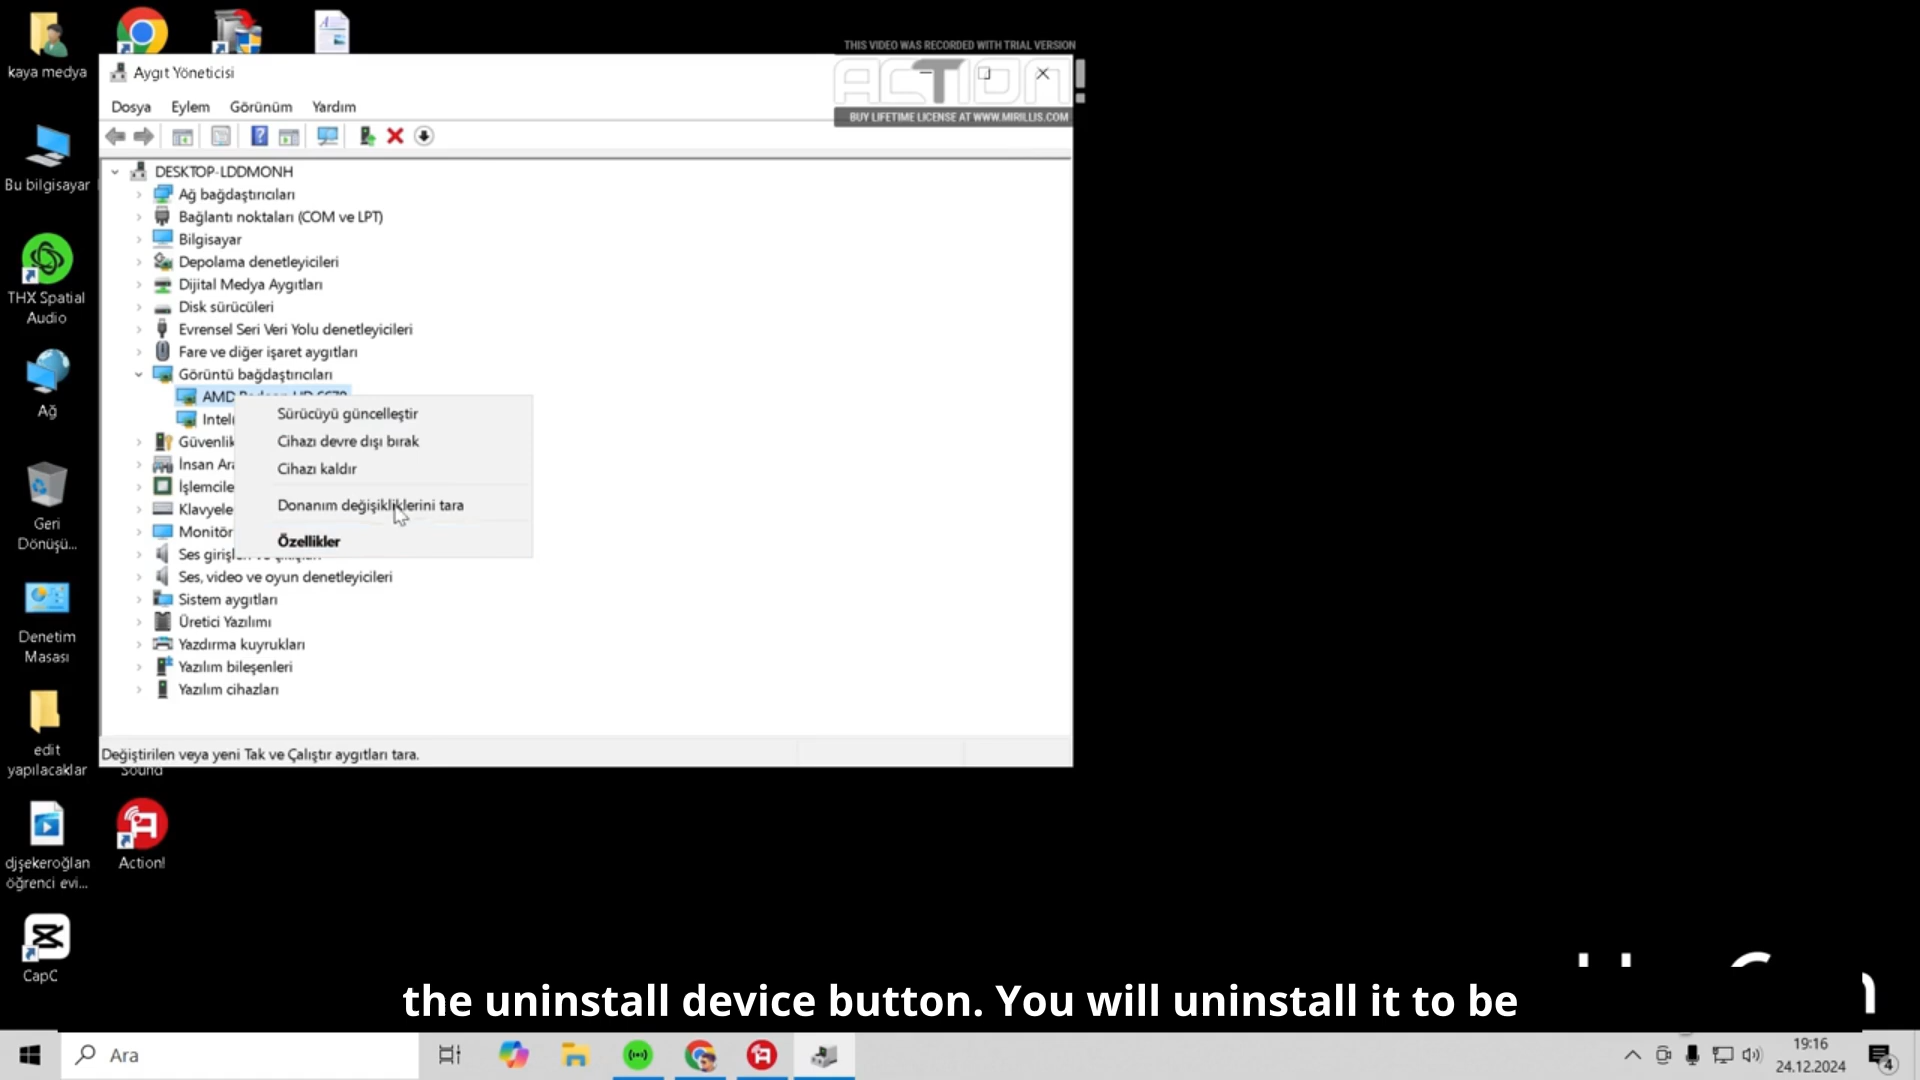 kaya medya
THIS VIDEO WAS RECORDED WITH TRIAL VERSION
ACTION!
BUY LIFETIME LICENSE AT WWW.MIRILLIS.COM
Aygıt Yöneticisi
Dosya Eylem Görünüm Yardım
DESKTOP-LDDMONH
Ağ bağdaştırıcıları
Bağlantı noktaları (COM ve LPT)
Bilgisayar
Depolama denetleyicileri
Dijital Medya Aygıtları
Disk sürücüleri
Evrensel Seri Veri Yolu denetleyicileri
Fare ve diğer işaret aygıtları
Görüntü bağdaştırıcıları
AMD
Intel
Güvenlik
İnsan Ara
İşlemcile
Klavyele
Monitör
Ses
Ses, video ve oyun denetleyicileri
Sistem aygıtları
Üretici Yazılımı
Yazdırma kuyrukları
Yazılım bileşenleri
Yazılım cihazları
Sürücüyü güncelleştir
Cihazı devre dışı bırak
Cihazı kaldır
Donanım değişikliklerini tara
Özellikler
Değiştirilen veya yeni Tak ve Çalıştır aygıtları tara.
Bu bilgisayar
THX Spatial
Audio
Ağ
Geri
Dönüşü...
Denetim
Masası
edit
yapılacaklar
Sound
djşekeroğlan
öğrenci evi...
Action!
CapC
the uninstall device button. You will uninstall it to be
Ara
19:16
24.12.2024
4